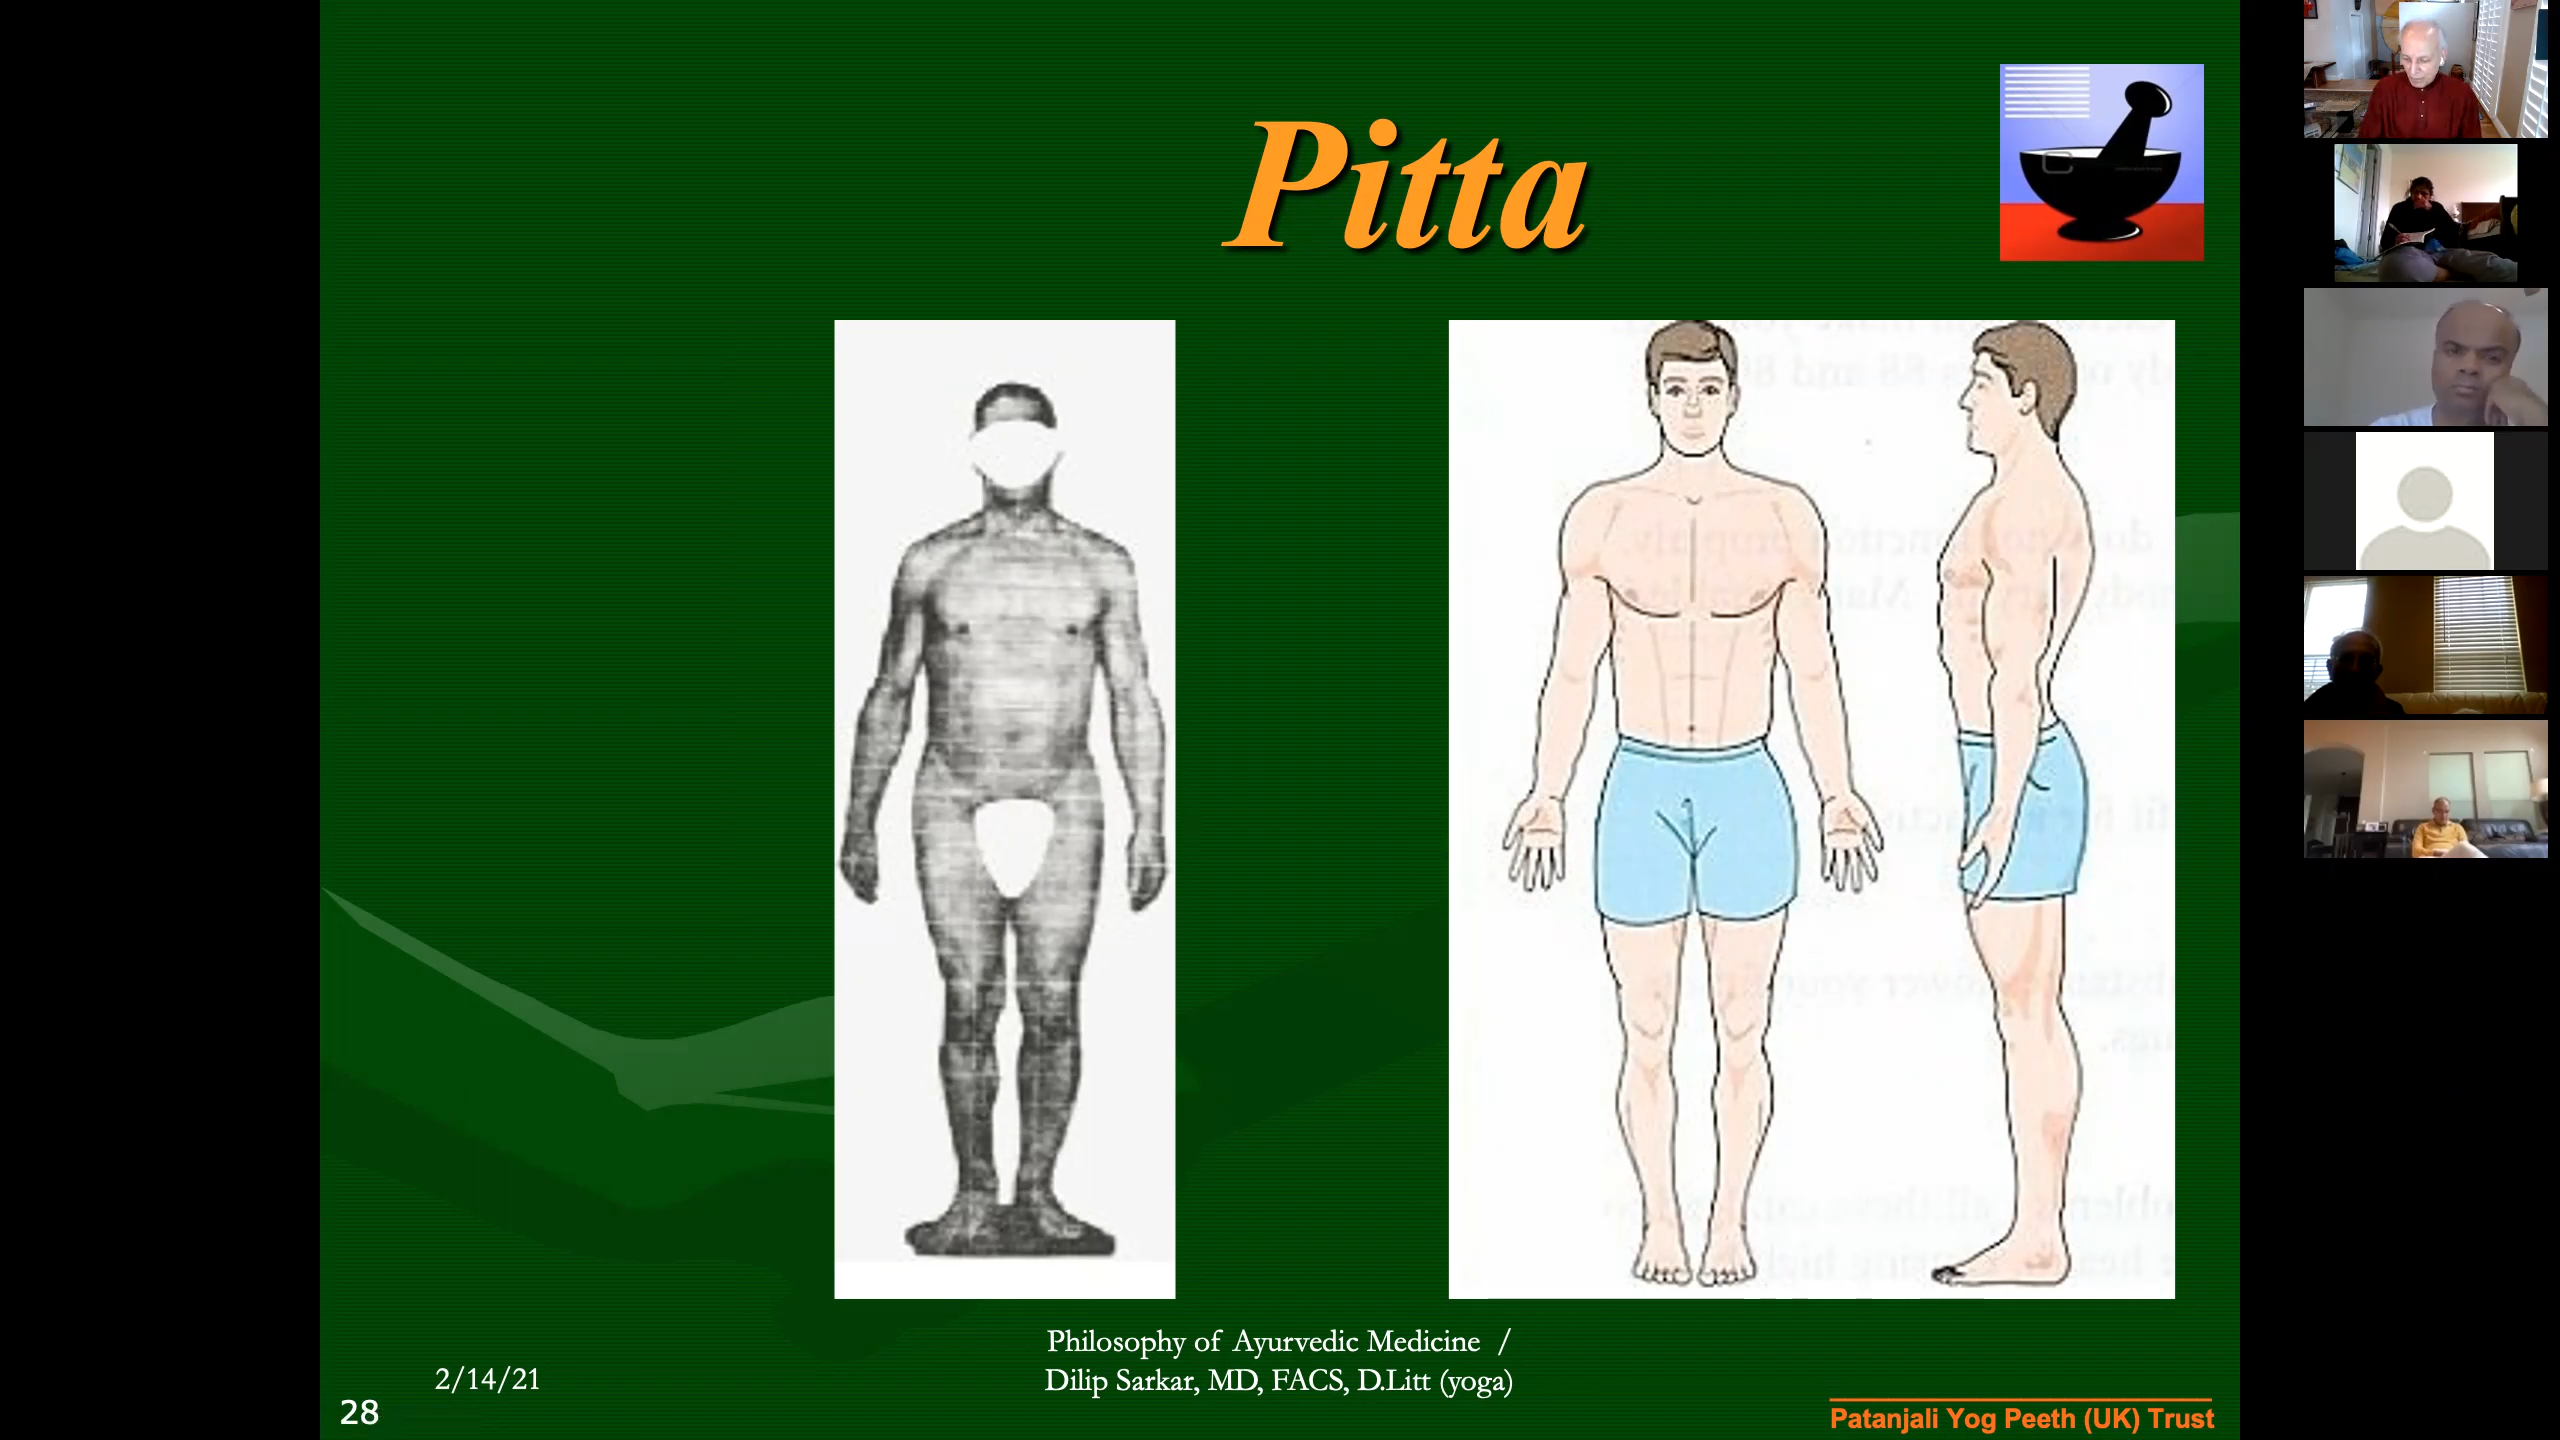 Pitta
Philosophy of Ayurvedic Medicine /
Dilip Sarkar, MD, FACS, D.Litt (yoga)
2/14/21
28
Patanjali Yog Peeth (UK) Trust